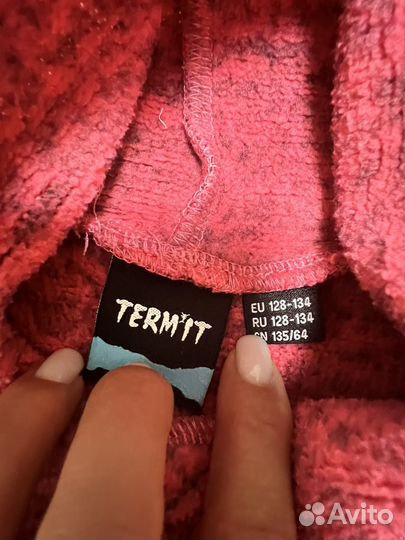 TERMIT
EU 128-134
RU 128-134
CN 135/64
Avito